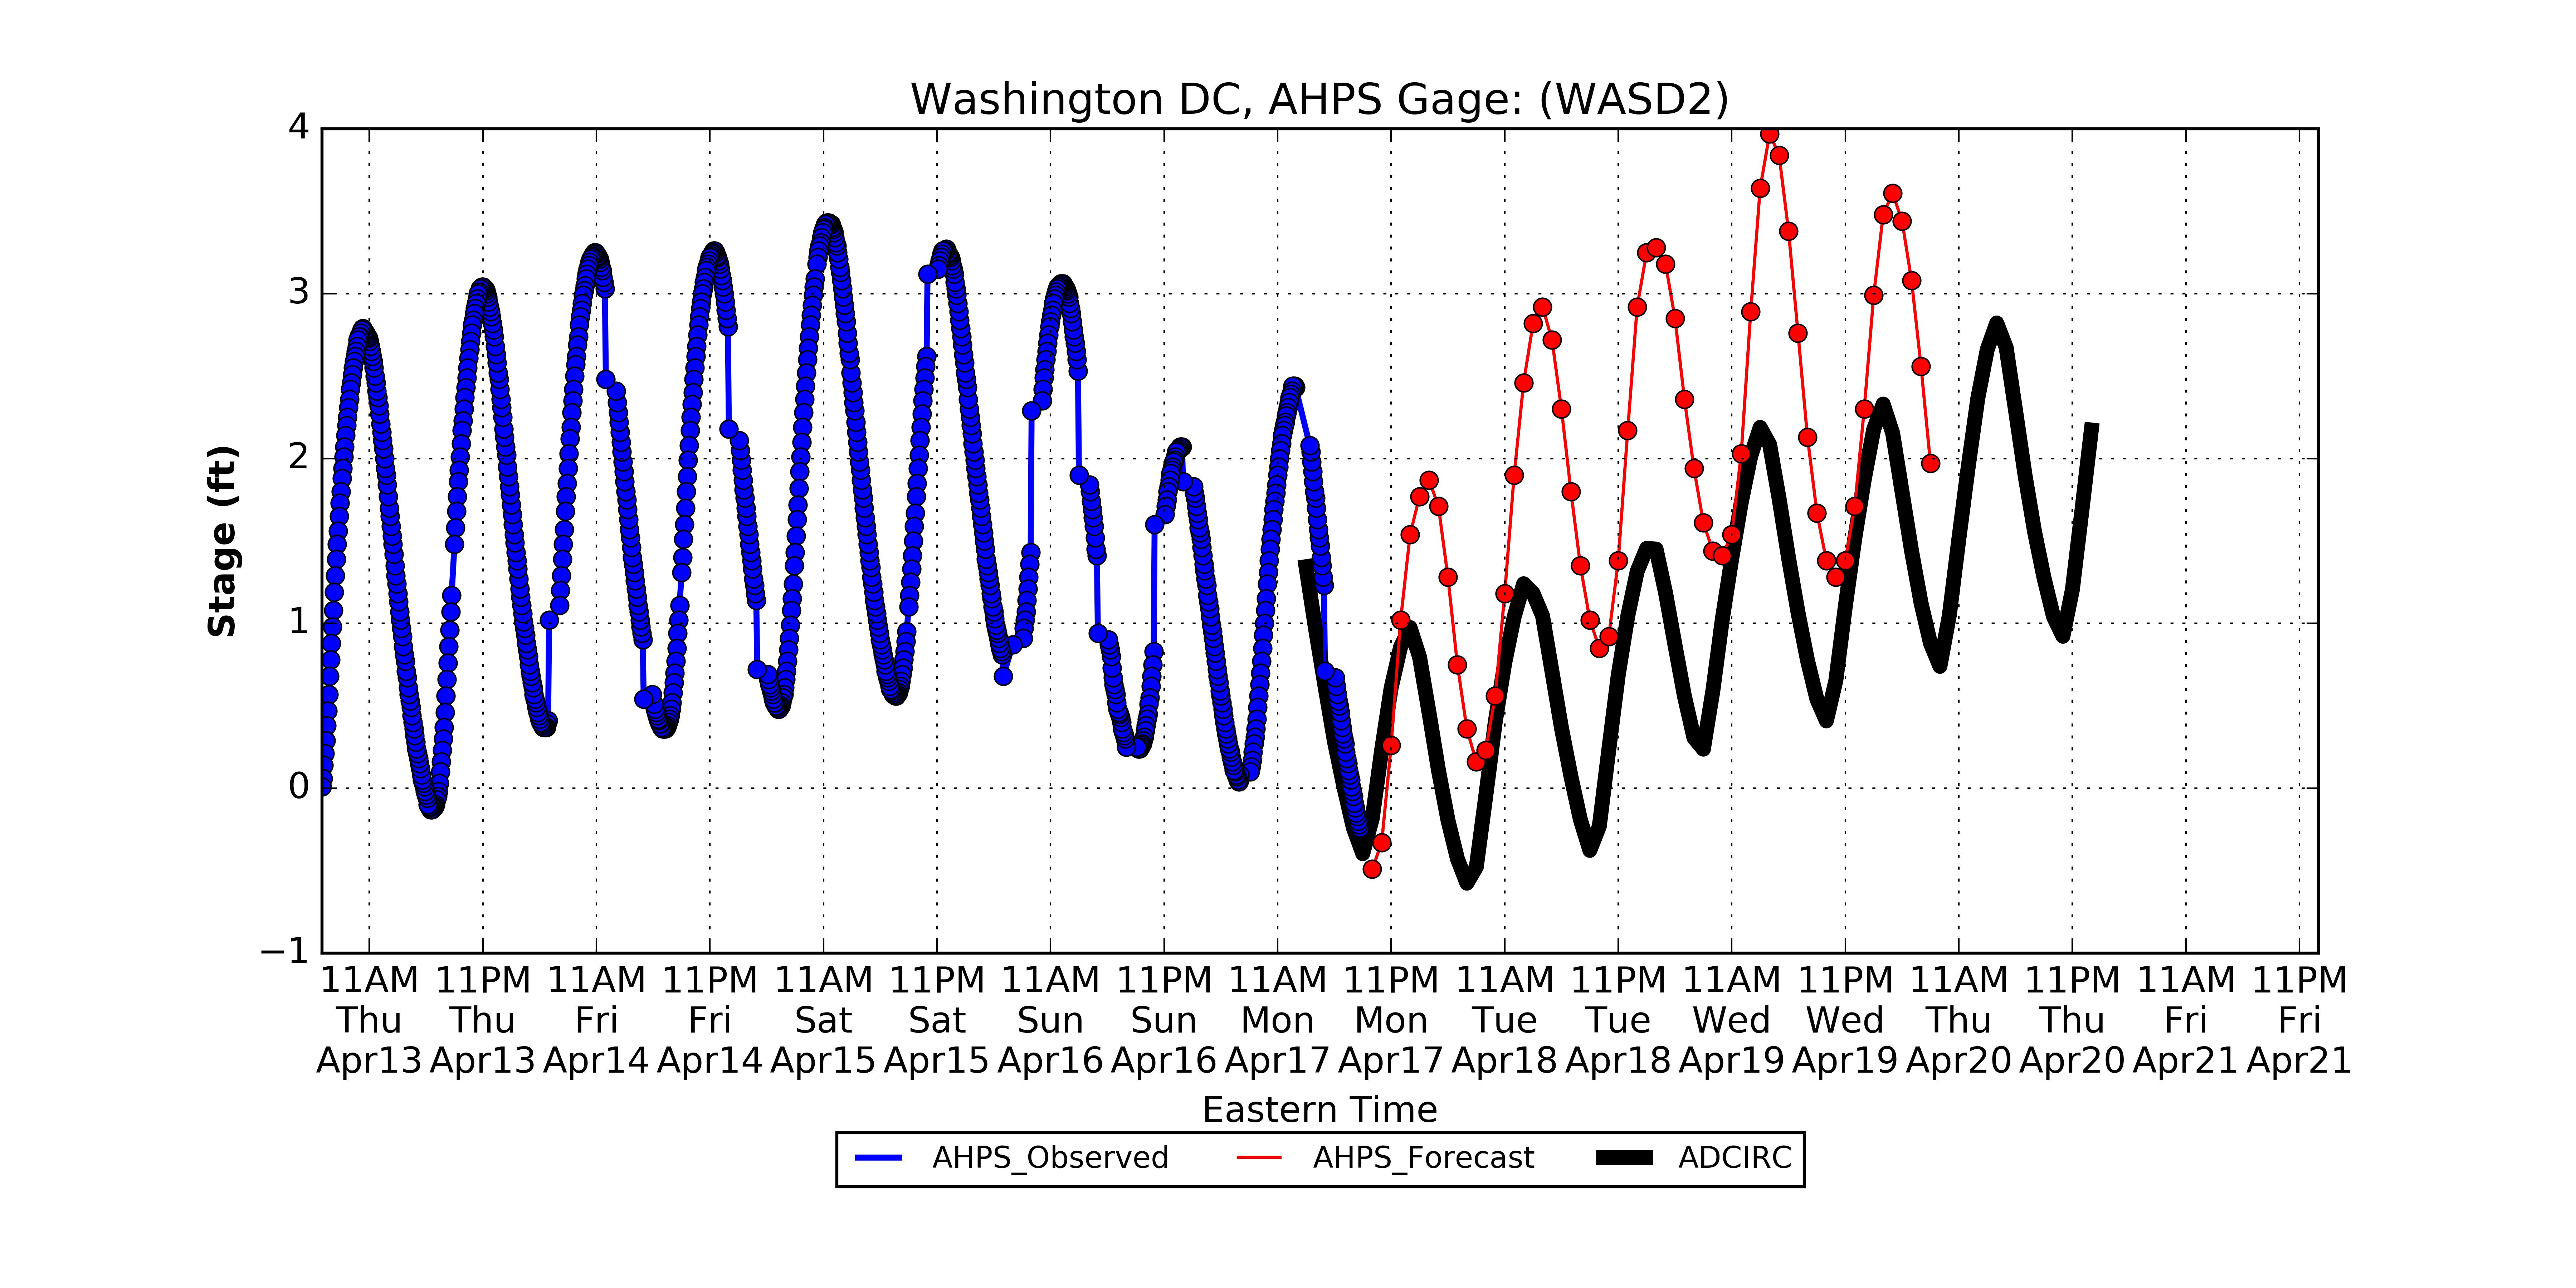 Washington DC, AHPS Gage: (WASD2)
4
3
2
1
0
−1
Stage (ft)
11AM 11PM 11AM 11PM 11AM 11PM 11AM 11PM 11AM 11PM 11AM 11PM 11AM 11PM 11AM 11PM 11AM 11PM
Thu Thu Fri Fri Sat Sat Sun Sun Mon Mon Tue Tue Wed Wed Thu Thu Fri Fri
Apr13 Apr13 Apr14 Apr14 Apr15 Apr15 Apr16 Apr16 Apr17 Apr17 Apr18 Apr18 Apr19 Apr19 Apr20 Apr20 Apr21 Apr21
Eastern Time
AHPS_Observed AHPS_Forecast ADCIRC